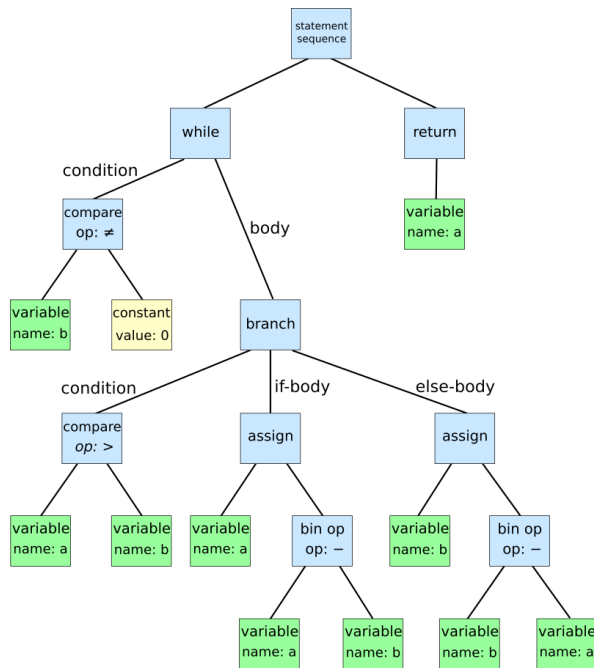 statement
sequence
while
return
condition
compare
op: ≠
variable
name: a
body
variable
name: b
constant
value: 0
branch
condition
if-body
else-body
compare
op: >
assign
assign
variable
name: a
variable
name: b
variable
name: a
bin op
op: −
variable
name: b
bin op
op: −
variable
name: a
variable
name: b
variable
name: b
variable
name: a